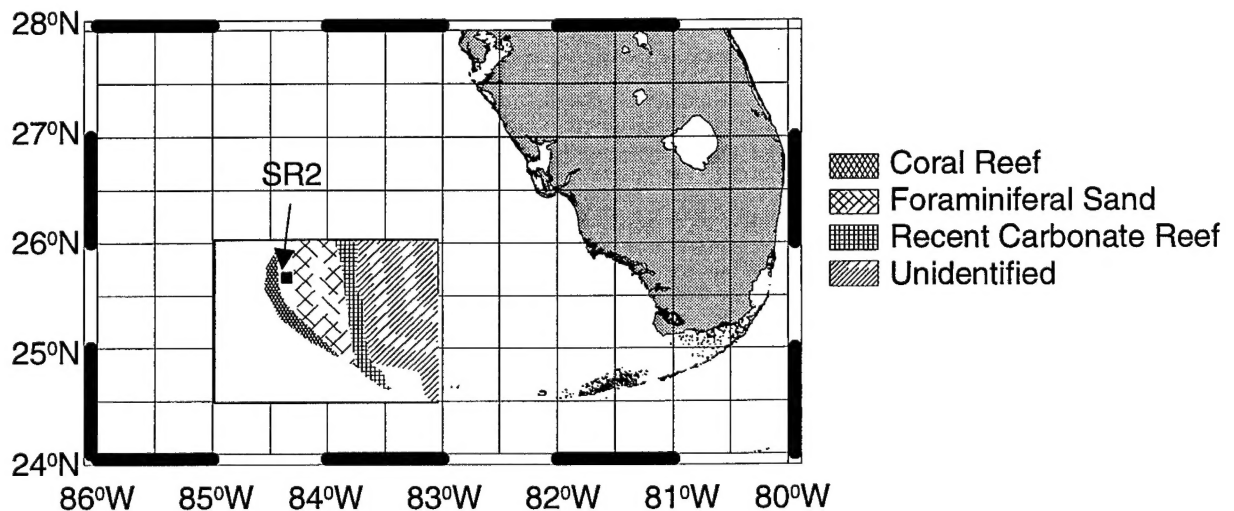 28ºN
27ºN
26ºN
25ºN
24ºN
86ºW 85ºW 84ºW 83ºW 82ºW 81ºW 80ºW
SR2
Coral Reef
Foraminiferal Sand
Recent Carbonate Reef
Unidentified